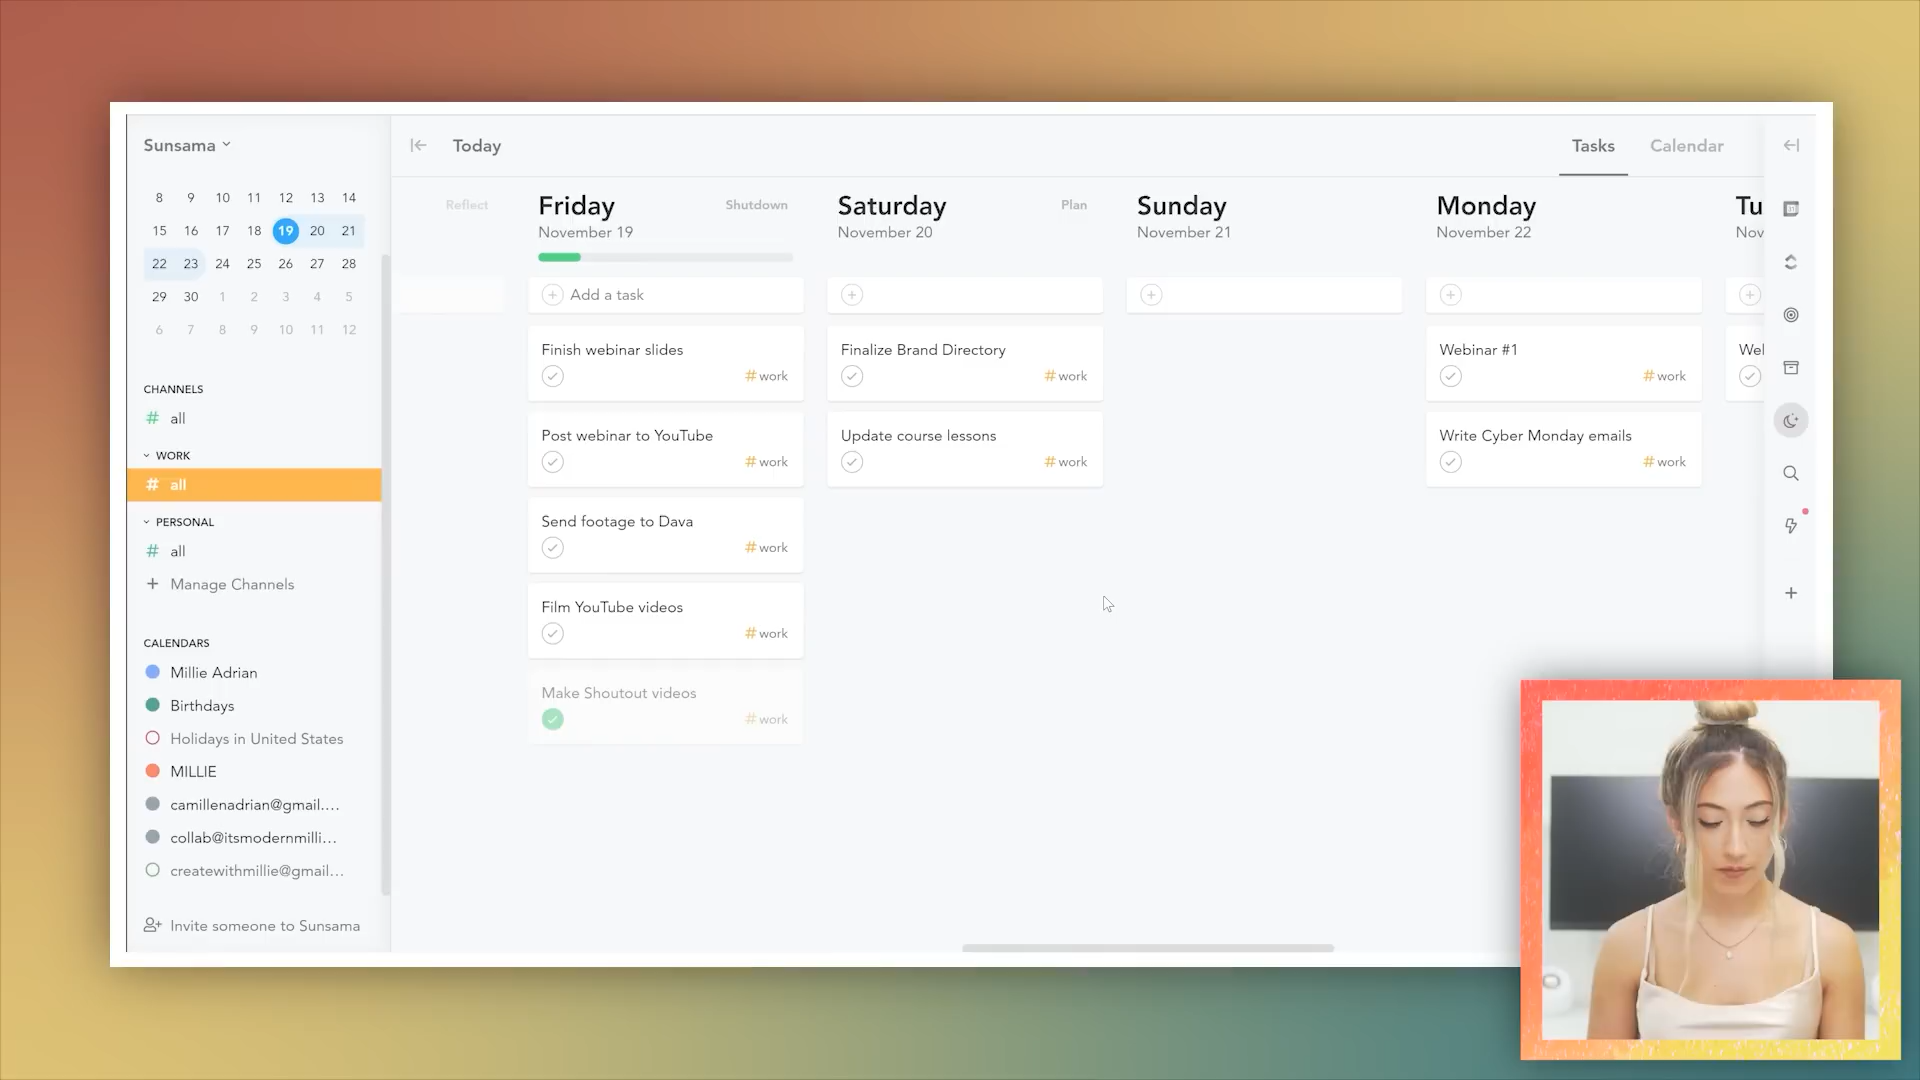 Sunsama
8 9 10 11 12 13 14
15 16 17 18 19 20 21
22 23 24 25 26 27 28
29 30 1 2 3 4 5
6 7 8 9 10 11 12
CHANNELS
# all
WORK
# all
PERSONAL
# all
+ Manage Channels
CALENDARS
Millie Adrian
Birthdays
Holidays in United States
MILLIE
camillenadrian@gmail....
collab@itsmodernmilli...
createwithmillie@gmail...
Invite someone to Sunsama
Today
Tasks
Calendar
Reflect
Friday
Shutdown
November 19
Add a task
Finish webinar slides
#work
Post webinar to YouTube
#work
Send footage to Dava
#work
Film YouTube videos
#work
Make Shoutout videos
#work
Saturday
Plan
November 20
Finalize Brand Directory
#work
Update course lessons
#work
Sunday
November 21
Monday
November 22
Webinar #1
#work
Write Cyber Monday emails
#work
Tu
Nov
Wel